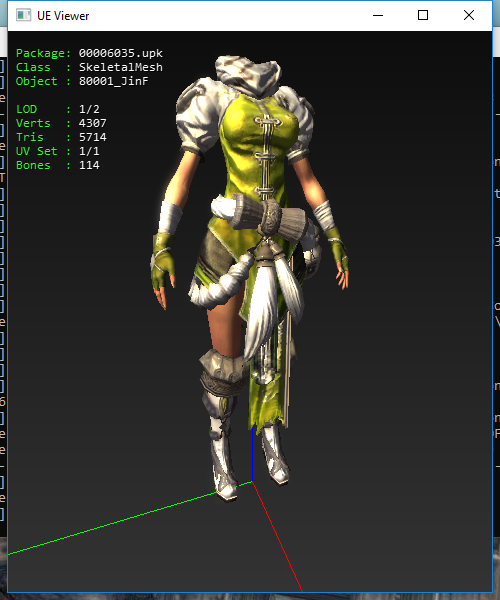 UE Viewer
Package: 00006035.upk
Class : SkeletalMesh
Object : 80001_JinF
LOD : 1/2
Verts : 4307
Tris : 5714
UV Set : 1/1
Bones : 114